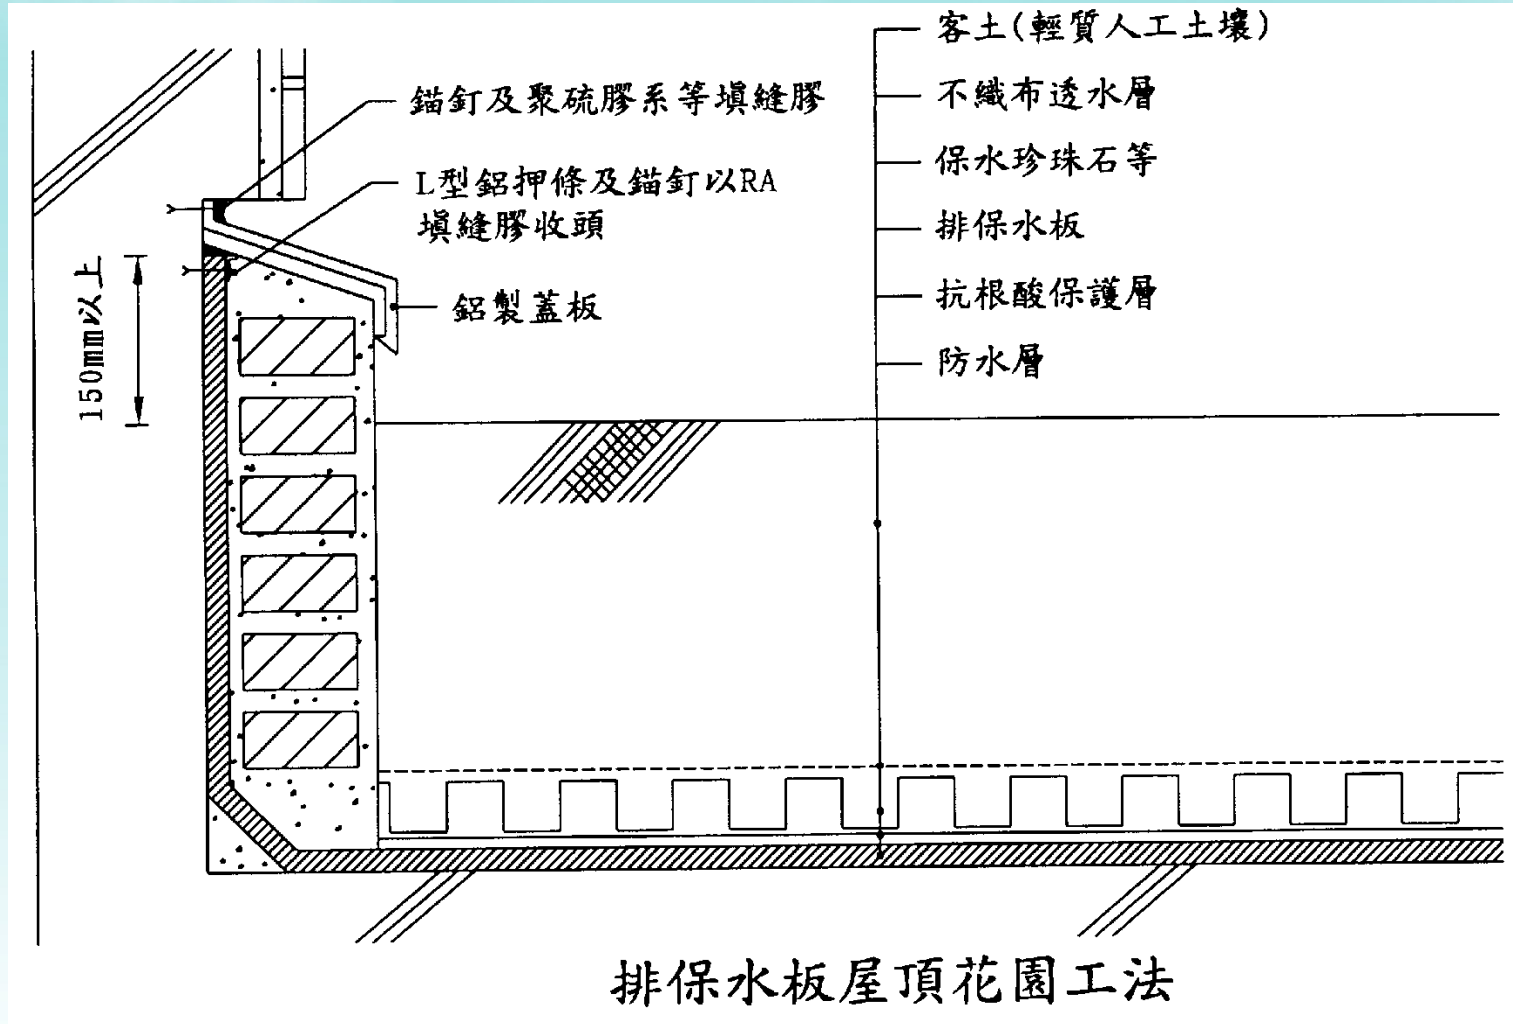 客土(輕質人工土壤)
不織布透水層
保水珍珠石等
排保水板
抗根酸保護層
防水層
錨釘及聚硫膠系等填縫膠
L型鋁押條及錨釘以RA
填縫膠收頭
鋁製蓋板
150mm以上
排保水板屋頂花園工法